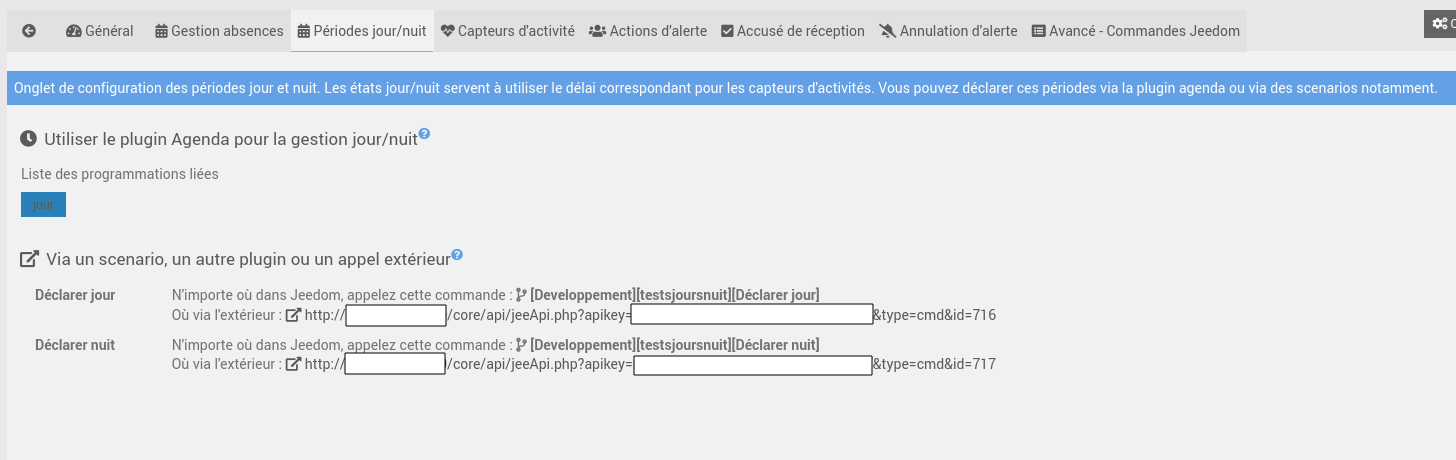 Général Gestion absences Périodes jour/nuit Capteurs d'activité Actions d'alerte Accusé de réception Annulation d'alerte Avancé - Commandes Jeedom
Onglet de configuration des périodes jour et nuit. Les états jour/nuit servent à utiliser le délai correspondant pour les capteurs d'activités. Vous pouvez déclarer ces périodes via la plugin agenda ou via des scenarios notamment.
Utiliser le plugin Agenda pour la gestion jour/nuit
Liste des programmations liées
jour
Via un scenario, un autre plugin ou un appel extérieur
Déclarer jour N'importe où dans Jeedom, appelez cette commande : [Developpement][testsjoursnuit][Déclarer jour]
Où via l'extérieur : http:// /core/api/jeeApi.php?apikey= &type=cmd&id=716
Déclarer nuit N'importe où dans Jeedom, appelez cette commande : [Developpement][testsjoursnuit][Déclarer nuit]
Où via l'extérieur : http:// /core/api/jeeApi.php?apikey= &type=cmd&id=717